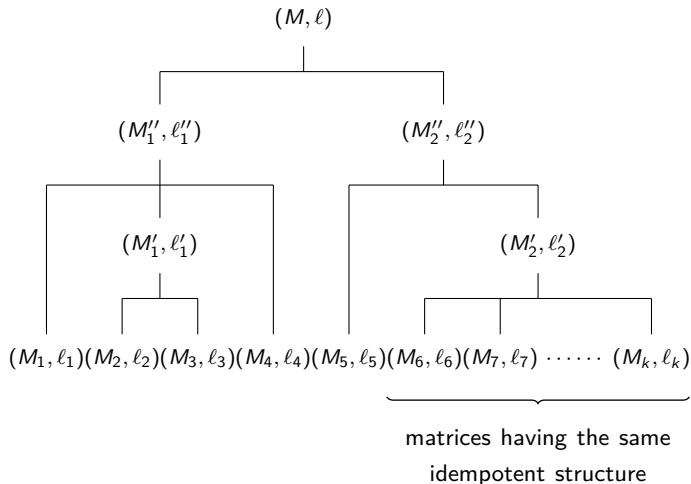 (M, ℓ)
(M″₁, ℓ″₁) (M″₂, ℓ″₂)
(M′₁, ℓ′₁) (M′₂, ℓ′₂)
(M₁, ℓ₁)(M₂, ℓ₂)(M₃, ℓ₃)(M₄, ℓ₄)(M₅, ℓ₅)(M₆, ℓ₆)(M₇, ℓ₇) ······ (Mₖ, ℓₖ)
matrices having the same
idempotent structure